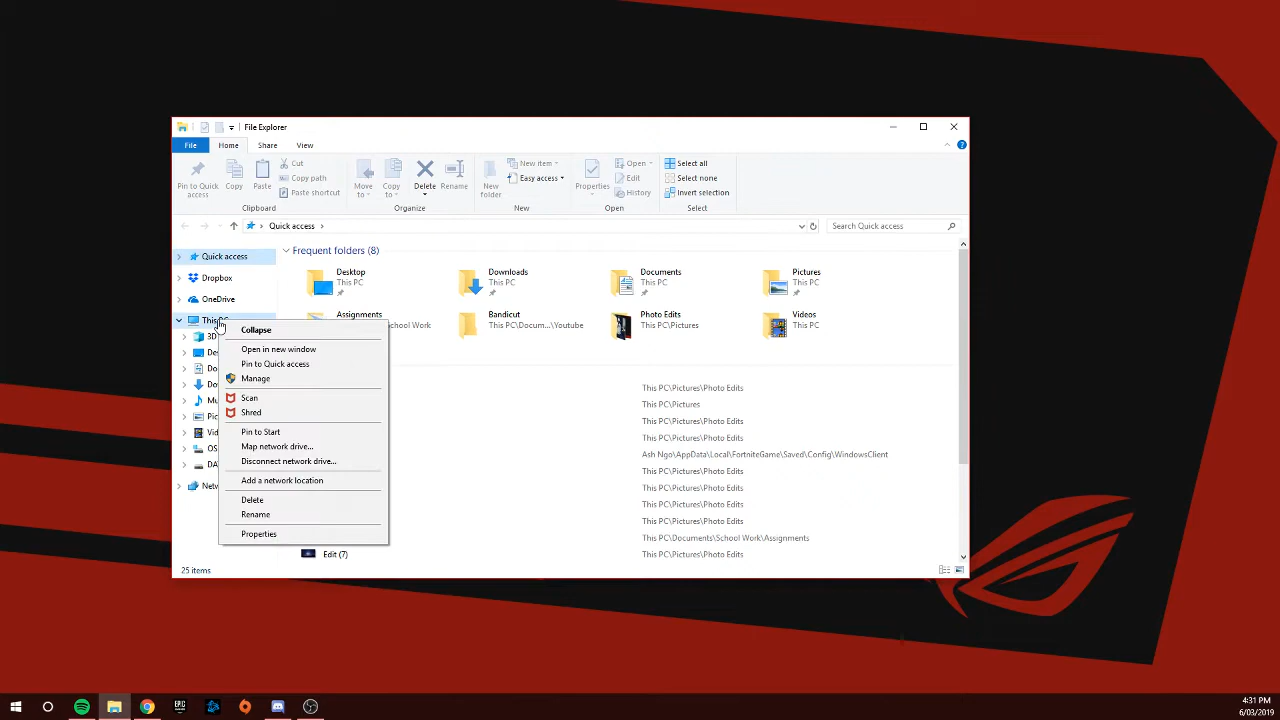 File Explorer
File Home Share View
Pin to Quick access
Copy
Paste
Cut
Copy path
Paste shortcut
Clipboard
Move to
Copy to
Delete
Rename
Organize
New folder
New item
Easy access
New
Properties
Open
Edit
History
Open
Select all
Select none
Invert selection
Select
Quick access
Search Quick access
Quick access
Dropbox
OneDrive
3D
OS
Collapse
Open in new window
Pin to Quick access
Manage
Scan
Shred
Pin to Start
Map network drive...
Disconnect network drive...
Add a network location
Delete
Rename
Properties
Frequent folders (8)
Desktop
This PC
Downloads
This PC
Documents
This PC
Pictures
This PC
Assignments
School Work
Bandicut
This PC\Docum...\Youtube
Photo Edits
This PC\Pictures
Videos
This PC
This PC\Pictures\Photo Edits
This PC\Pictures
This PC\Pictures\Photo Edits
This PC\Pictures\Photo Edits
Ash Ngo\AppData\Local\FortniteGame\Saved\Config\WindowsClient
This PC\Pictures\Photo Edits
This PC\Pictures\Photo Edits
This PC\Pictures\Photo Edits
This PC\Pictures\Photo Edits
This PC\Documents\School Work\Assignments
Edit (7)
This PC\Pictures\Photo Edits
25 items
EPIC
4:31 PM
6/03/2019